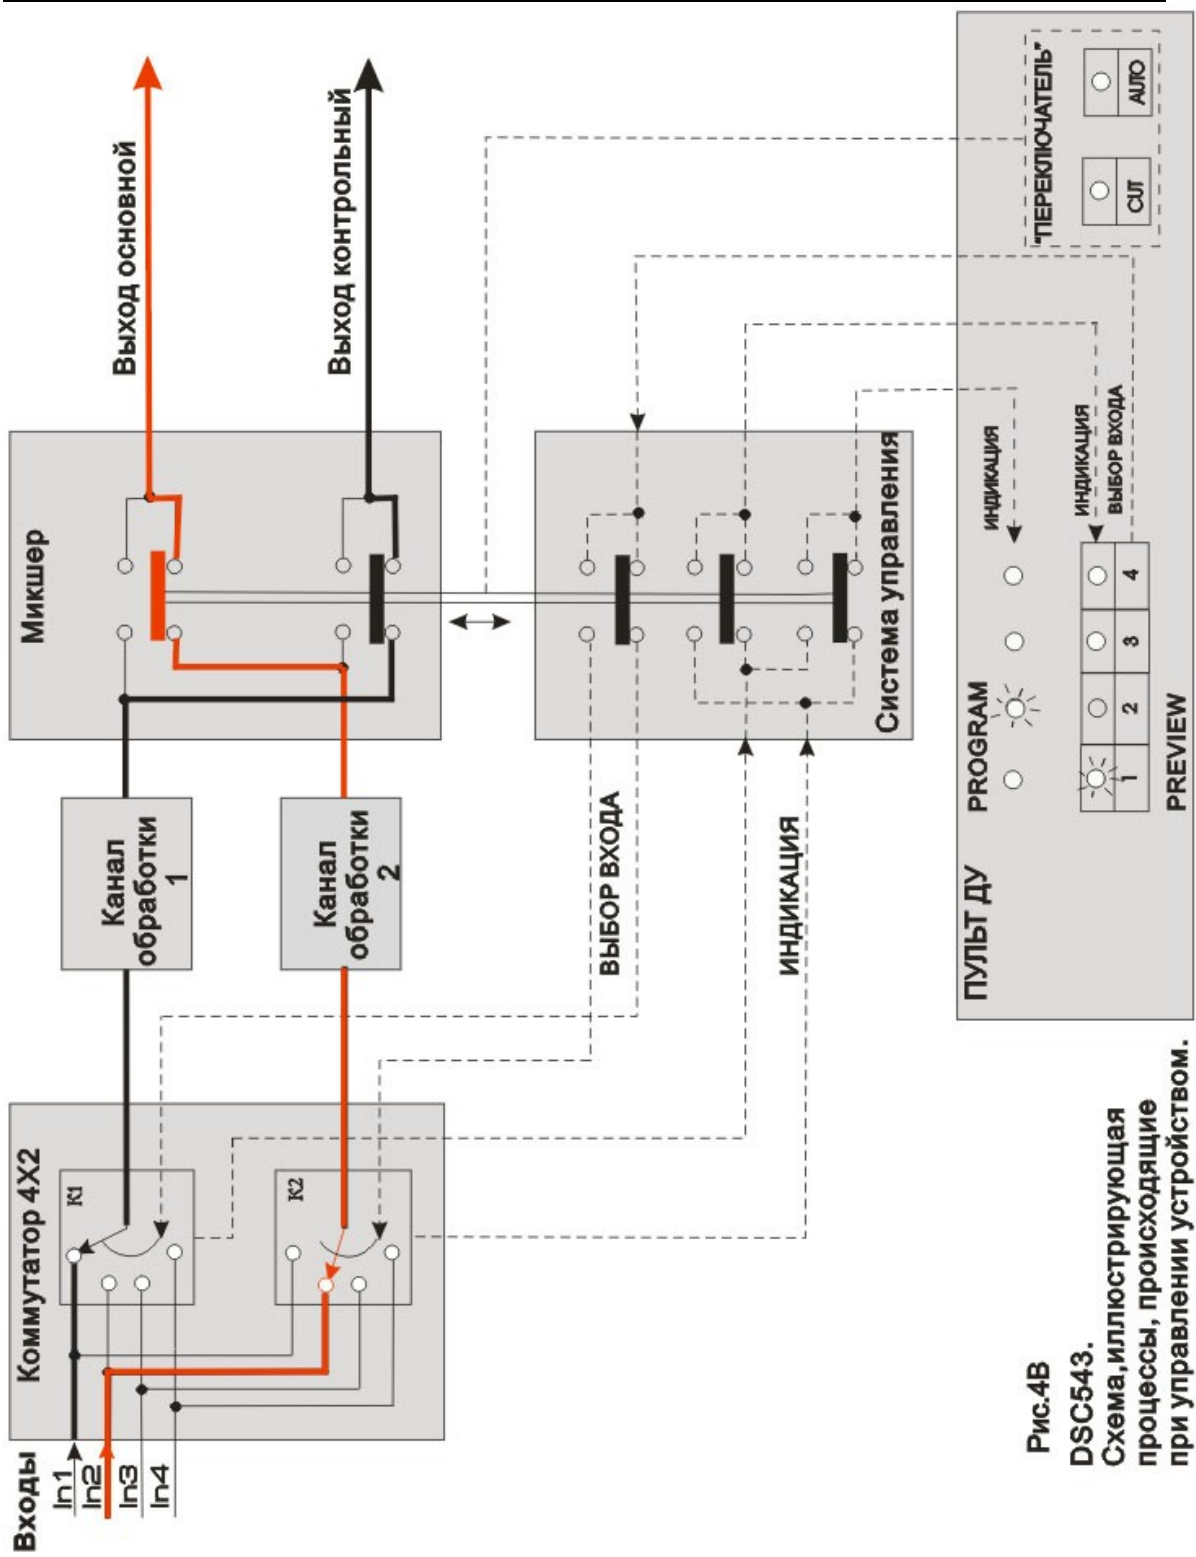 Входы
In1
In2
In3
In4
Коммутатор 4X2
K1
K2
Канал
обработки
1
Канал
обработки
2
Микшер
Выход основной
Выход контрольный
ВЫБОР ВХОДА
ИНДИКАЦИЯ
Система управления
ПУЛЬТ ДУ
PROGRAM
ИНДИКАЦИЯ
PREVIEW
1
2
3
4
ИНДИКАЦИЯ
ВЫБОР ВХОДА
"ПЕРЕКЛЮЧАТЕЛЬ"
CUT
AUTO
Рис.4В
DSC543.
Схема,иллюстрирующая
процессы, происходящие
при управлении устройством.